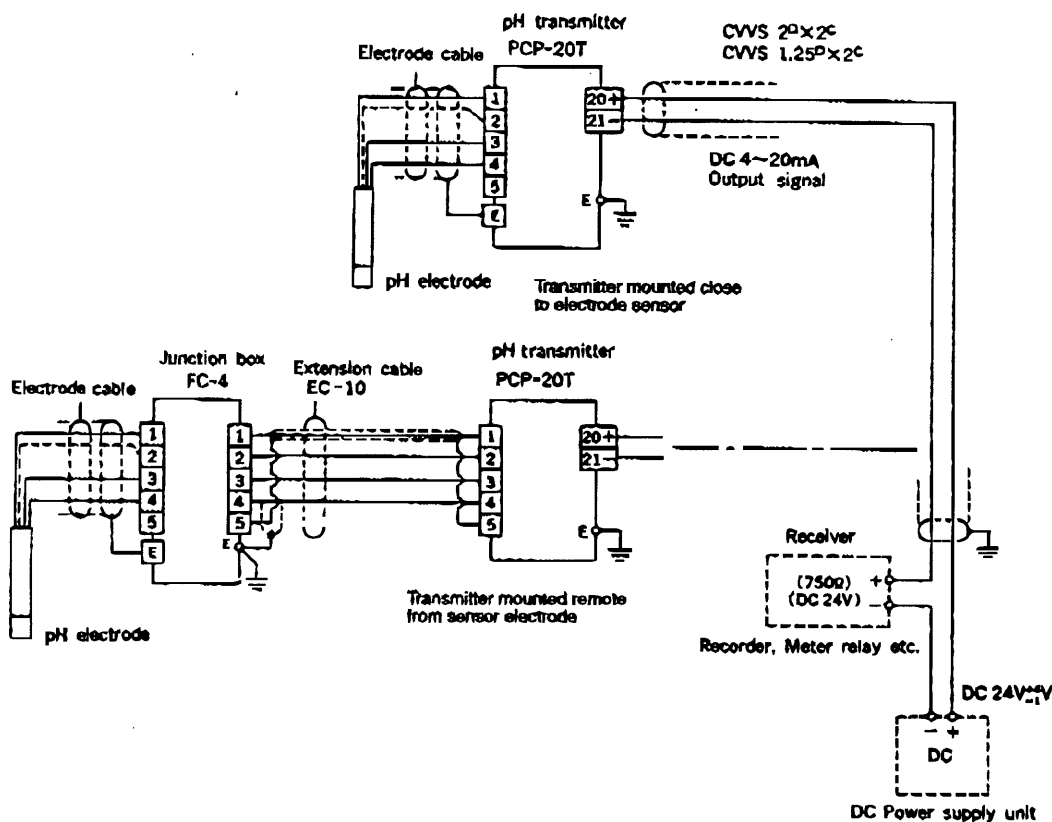 pH transmitter
PCP-20T
Electrode cable
CVVS 2□×2C
CVVS 1.25□×2C
1
2
3
4
5
E
20+
21−
E
DC 4~20mA
Output signal
pH electrode
Transmitter mounted close
to electrode sensor
Electrode cable
Junction box
FC-4
Extension cable
EC-10
pH transmitter
PCP-20T
1
2
3
4
5
E
1
2
3
4
5
E
1
2
3
4
5
20+
21−
E
pH electrode
Transmitter mounted remote
from sensor electrode
Receiver
(750Ω) +
(DC 24V) −
Recorder, Meter relay etc.
DC 24V+4−1V
− +
DC
DC Power supply unit